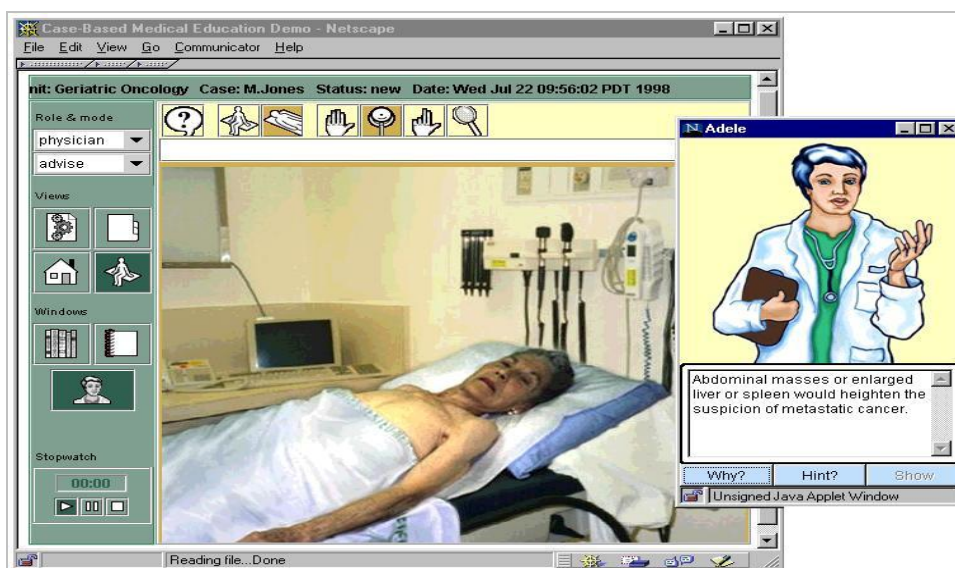 Case-Based Medical Education Demo - Netscape
File Edit View Go Communicator Help
nit: Geriatric Oncology Case: M.Jones Status: new Date: Wed Jul 22 09:56:02 PDT 1998
Role & mode
physician
advise
Views
Windows
Stopwatch
00:00
Reading file...Done
Adele
Abdominal masses or enlarged
liver or spleen would heighten the
suspicion of metastatic cancer.
Why? Hint? Show
Unsigned Java Applet Window